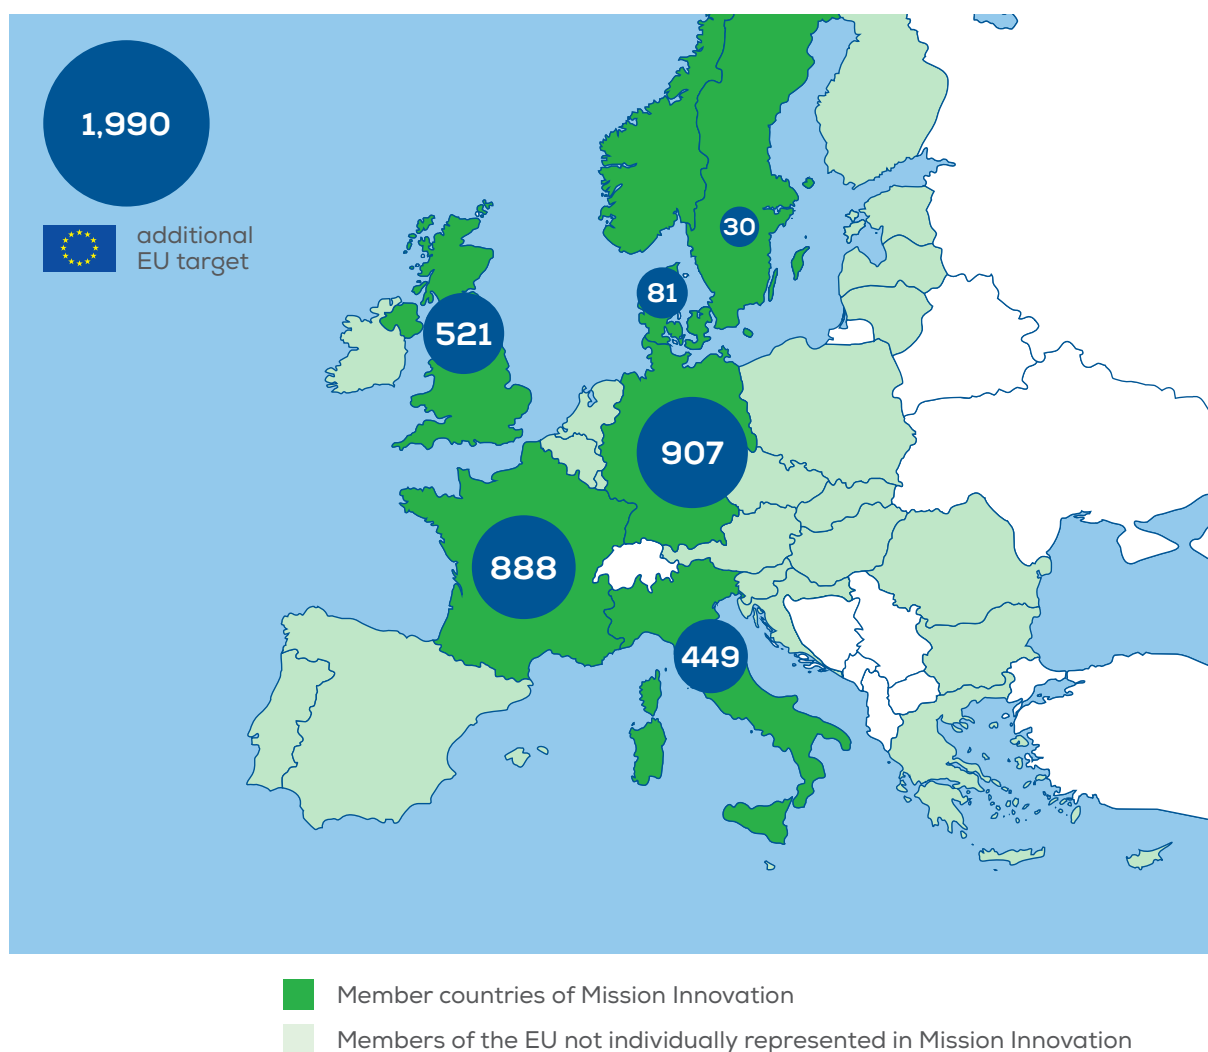 1,990
additional
EU target
30
81
521
907
888
449
Member countries of Mission Innovation
Members of the EU not individually represented in Mission Innovation